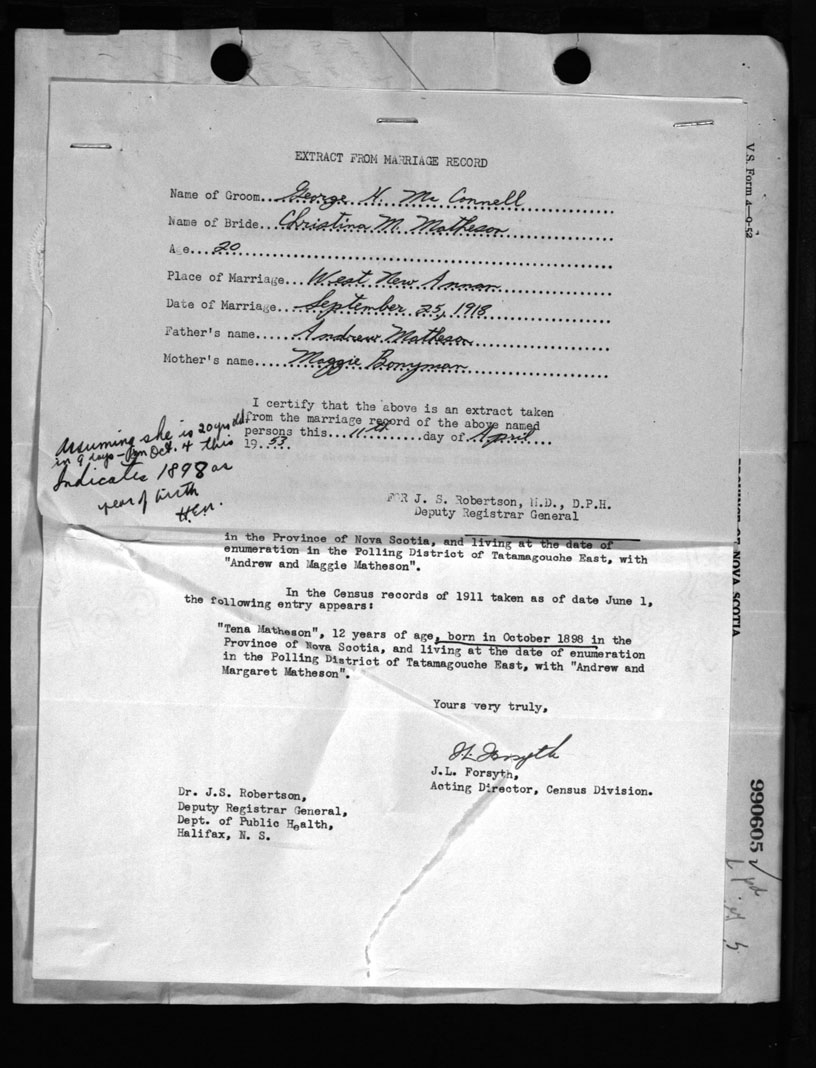 EXTRACT FROM MARRIAGE RECORD
Name of Groom...George H. McConnell
Name of Bride...Christina M. Matheson
Age....20
Place of Marriage...West New Annan
Date of Marriage...September 25, 1918
Father's name.....Andrew Matheson
Mother's name.....Maggie Bonyman
I certify that the above is an extract taken
from the marriage record of the above named
persons this...11th........day of April...
19.53.
Assuming she is 20 yrs old
in 9 days - on Oct. 4 this
Indicates 1898 as
year of birth
FOR J. S. Robertson, M.D., D.P.H.
Deputy Registrar General
in the Province of Nova Scotia, and living at the date of
enumeration in the Polling District of Tatamagouche East, with
"Andrew and Maggie Matheson".
In the Census records of 1911 taken as of date June 1,
the following entry appears:
"Tena Matheson", 12 years of age, born in October 1898 in the
Province of Nova Scotia, and living at the date of enumeration
in the Polling District of Tatamagouche East, with "Andrew and
Margaret Matheson".
Yours very truly,
J.L. Forsyth
J.L. Forsyth,
Acting Director, Census Division.
Dr. J.S. Robertson,
Deputy Registrar General,
Dept. of Public Health,
Halifax, N. S.
V.S. Form 4—9-52
OF NOVA SCOTIA
990605